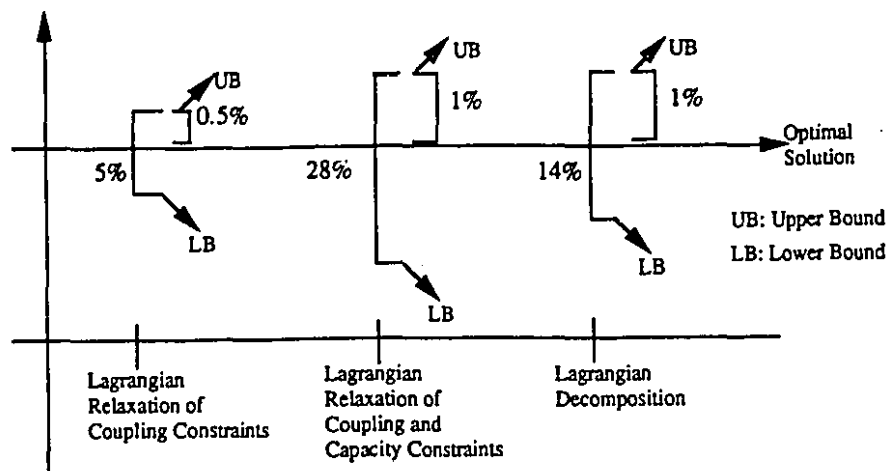 UB
0.5%
5%
LB
UB
1%
28%
LB
UB
1%
14%
LB
Optimal
Solution
UB: Upper Bound
LB: Lower Bound
Lagrangian
Relaxation of
Coupling Constraints
Lagrangian
Relaxation of
Coupling and
Capacity Constraints
Lagrangian
Decomposition